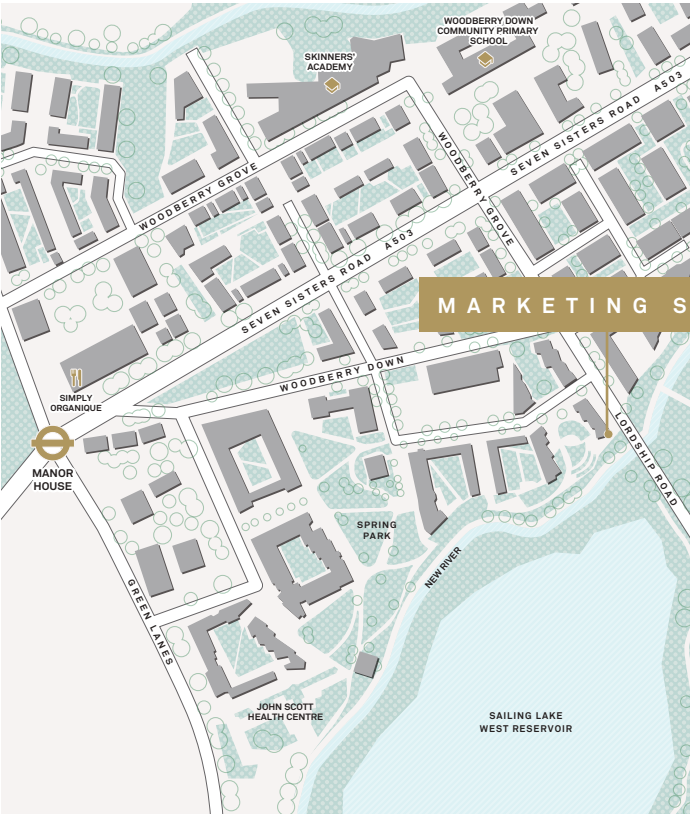 WOODBERRY DOWN
COMMUNITY PRIMARY
SCHOOL
SKINNERS'
ACADEMY
SEVEN SISTERS ROAD A503
WOODBERRY GROVE
WOODBERRY GROVE
SEVEN SISTERS ROAD A503
MARKETING S
WOODBERRY DOWN
SIMPLY
ORGANIQUE
LORDSHIP ROAD
MANOR
HOUSE
SPRING
PARK
NEW RIVER
GREEN LANES
JOHN SCOTT
HEALTH CENTRE
SAILING LAKE
WEST RESERVOIR